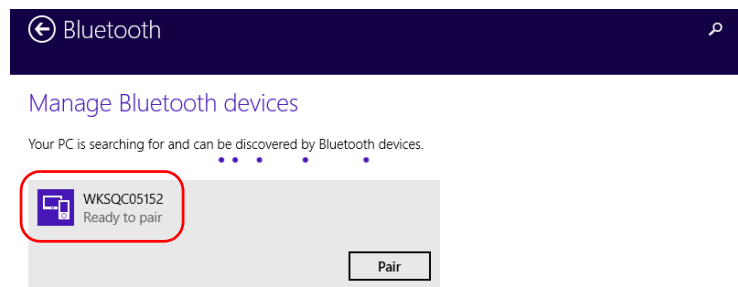 Bluetooth
Manage Bluetooth devices
Your PC is searching for and can be discovered by Bluetooth devices.
WKSQC05152
Ready to pair
Pair